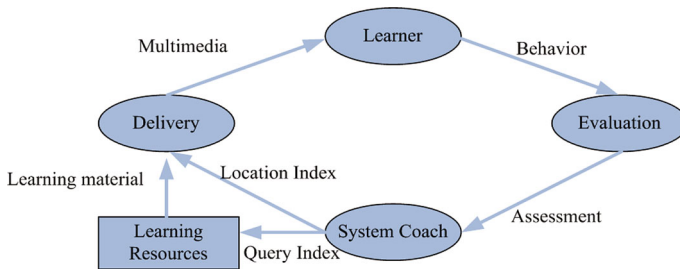 Learner
Multimedia
Behavior
Delivery
Evaluation
Learning material
Location Index
Assessment
Learning
Resources
Query Index
System Coach